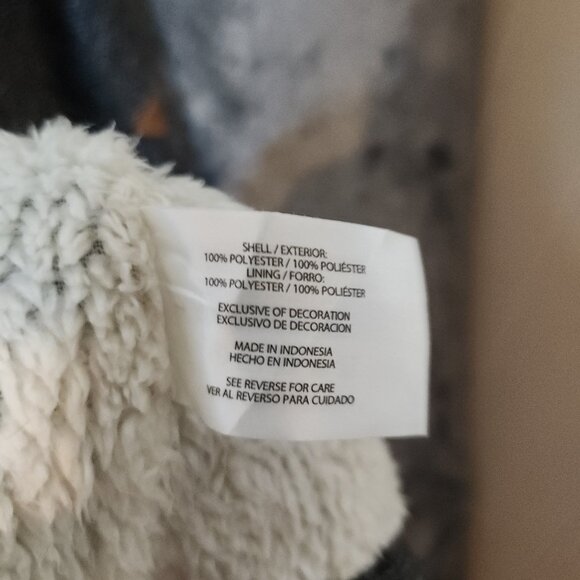 SHELL / EXTERIOR:
100% POLYESTER / 100% POLIÉSTER
LINING / FORRO:
100% POLYESTER / 100% POLIÉSTER
EXCLUSIVE OF DECORATION
EXCLUSIVO DE DECORACION
MADE IN INDONESIA
HECHO EN INDONESIA
SEE REVERSE FOR CARE
VER AL REVERSO PARA CUIDADO